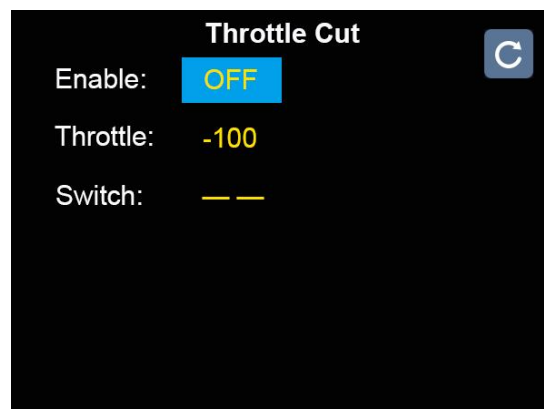 Throttle Cut
Enable: OFF
Throttle: -100
Switch: — —